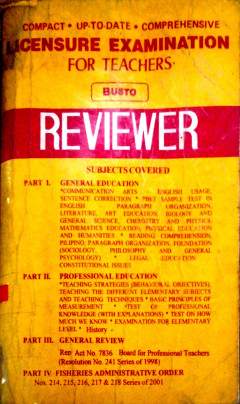 COMPACT • UP-TO-DATE • COMPREHENSIVE
LICENSURE EXAMINATION
FOR TEACHERS
BUSTO
REVIEWER
SUBJECTS COVERED
PART I. GENERAL EDUCATION
*COMMUNICATION ARTS - ENGLISH USAGE,
SENTENCE CORRECTION * PBET SAMPLE TEST IN
ENGLISH PARAGRAPH ORGANIZATION,
LITERATURE, ART EDUCATION, BIOLOGY AND
GENERAL SCIENCE, CHEMISTRY AND PHYSICS,
MATHEMATICS EDUCATION, PHYSICAL EDUCATION
AND HUMANITIES * READING COMPREHENSION,
PILIPINO, PARAGRAPH ORGANIZATION, FOUNDATION
(SOCIOLOGY, PHILOSOPHY AND GENERAL
PSYCHOLOGY) * LEGAL EDUCATION
CONSTITUTIONAL ISSUES
PART II. PROFESSIONAL EDUCATION
*TEACHING STRATEGIES (BEHAVIORAL OBJECTIVES),
TEACHING THE DIFFERENT ELEMENTARY SUBJECTS
AND TEACHING TECHNIQUES * BASIC PRINCIPLES OF
MEASUREMENT * TEST OF PROFESSIONAL
KNOWLEDGE (WITH EXPLANATIONS) * TEST ON HOW
MUCH WE KNOW * EXAMINATION FOR ELEMENTARY
LEVEL * History -
PART III. GENERAL REVIEW
Rep Act No. 7836 Board for Professional Teachers
(Resolution No. 241 Series of 1998)
PART IV FISHERIES ADMINISTRATIVE ORDER
Nos. 214, 215, 216, 217 & 218 Series of 2001